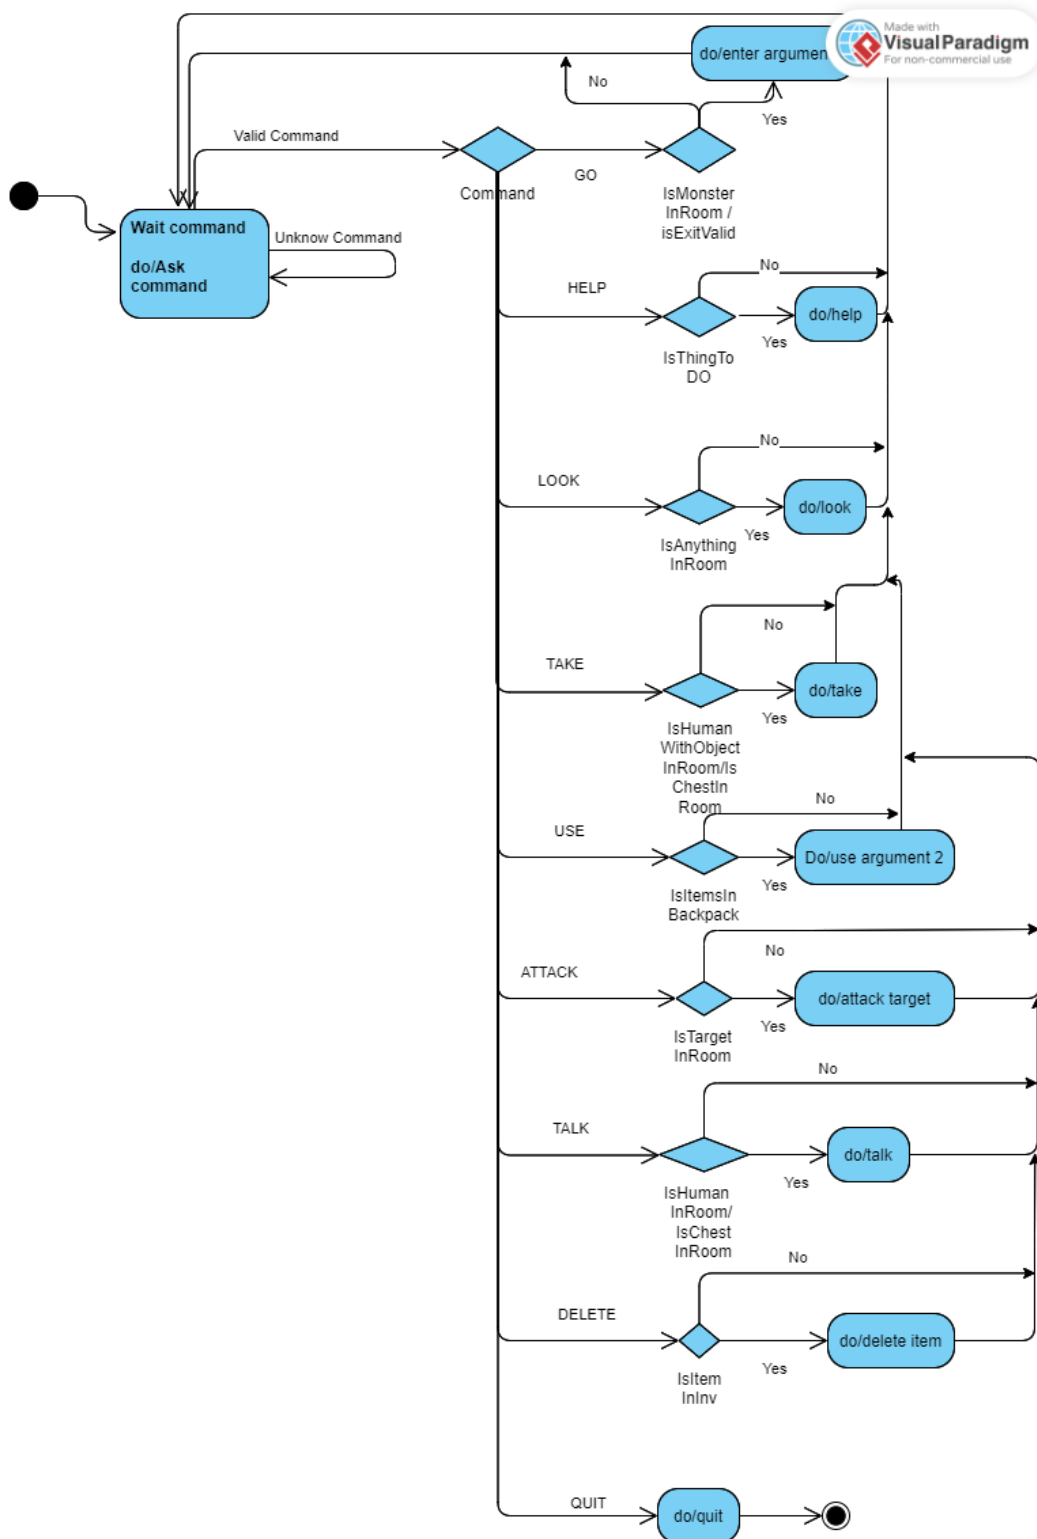 Made with
VisualParadigm
For non-commercial use
do/enter argument
No
Yes
Valid Command
Command
GO
IsMonster
InRoom /
isExitValid
Wait command
do/Ask
command
Unknow Command
No
HELP
do/help
Yes
IsThingTo
DO
No
LOOK
do/look
Yes
IsAnything
InRoom
No
TAKE
do/take
Yes
IsHuman
WithObject
InRoom/Is
ChestIn
Room
No
USE
Do/use argument 2
Yes
IsItemsIn
Backpack
No
ATTACK
do/attack target
Yes
IsTarget
InRoom
No
TALK
do/talk
Yes
IsHuman
InRoom/
IsChest
InRoom
No
DELETE
do/delete item
Yes
IsItem
InInv
QUIT
do/quit